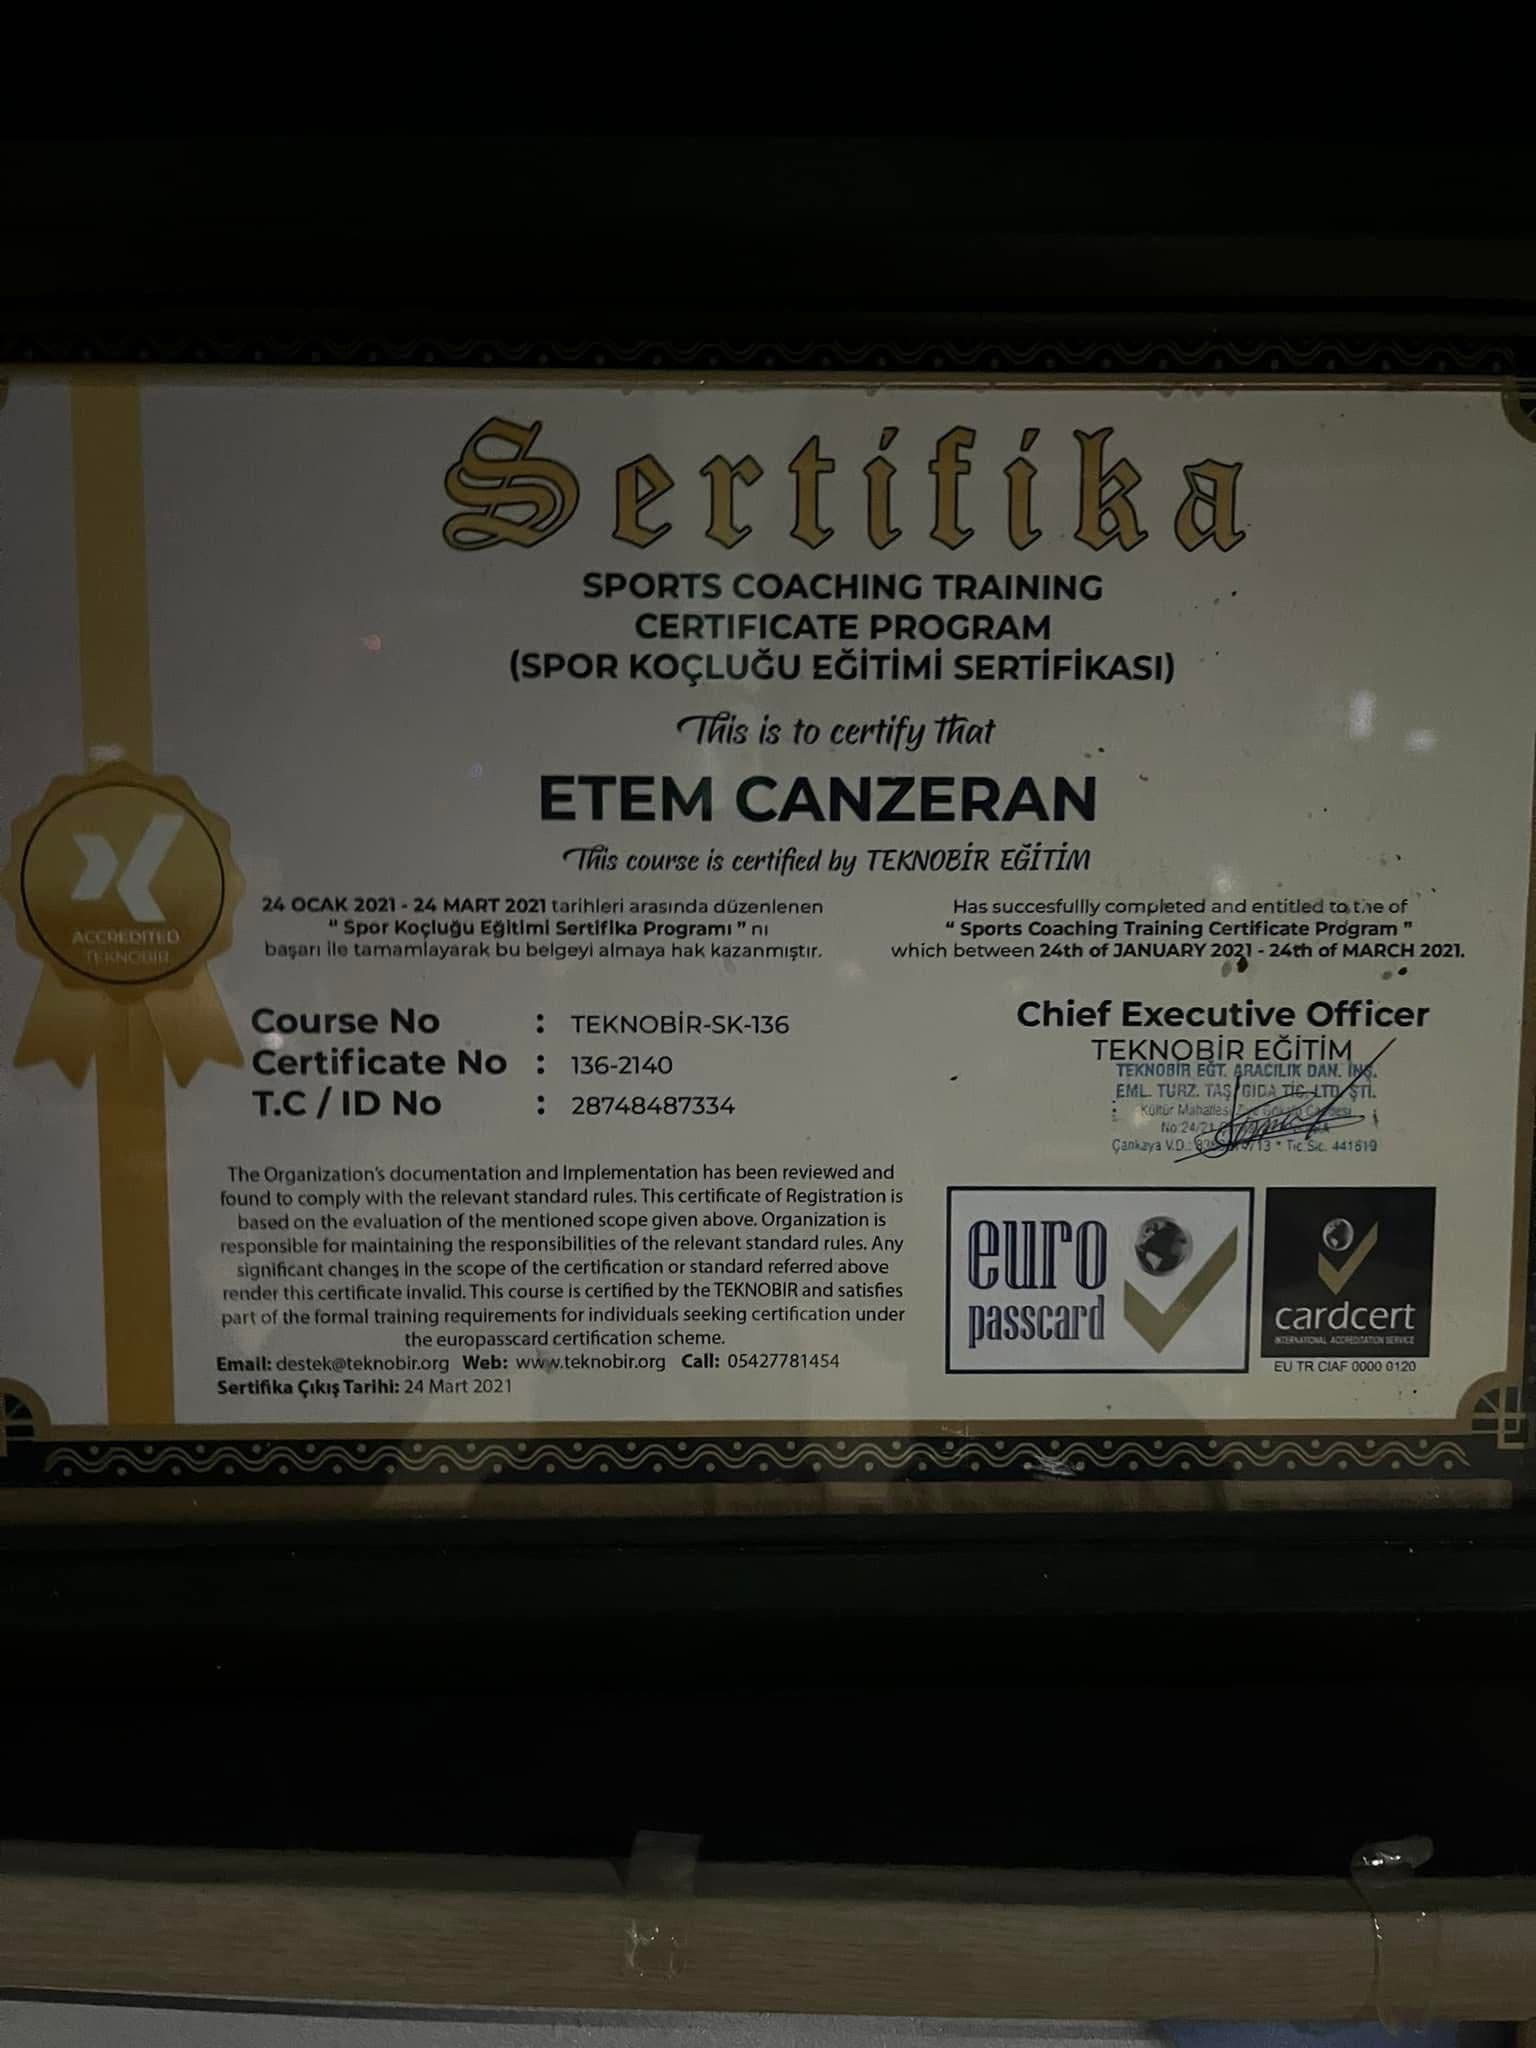 Sertifika
SPORTS COACHING TRAINING
CERTIFICATE PROGRAM
(SPOR KOÇLUĞU EĞİTİMİ SERTİFİKASI)
This is to certify that
ETEM CANZERAN
This course is certified by TEKNOBİR EĞİTİM
ACCREDITED
TEKNOBIR
24 OCAK 2021 - 24 MART 2021 tarihleri arasında düzenlenen
“ Spor Koçluğu Eğitimi Sertifika Programı ” nı
başarı ile tamamlayarak bu belgeyi almaya hak kazanmıştır.
Has succesfullly completed and entitled to the of
“ Sports Coaching Training Certificate Program ”
which between 24th of JANUARY 2021 - 24th of MARCH 2021.
Course No : TEKNOBİR-SK-136
Certificate No : 136-2140
T.C / ID No : 28748487334
Chief Executive Officer
TEKNOBİR EĞİTİM
TEKNOBİR EĞT. ARACILIK DAN. İNŞ.
EML. TURZ. TAŞ. GIDA TİC. LTD. ŞTİ.
Kültür Mahallesi
No:24/21
Çankaya V.D.: * Tic.Sic. 441619
The Organization's documentation and Implementation has been reviewed and
found to comply with the relevant standard rules. This certificate of Registration is
based on the evaluation of the mentioned scope given above. Organization is
responsible for maintaining the responsibilities of the relevant standard rules. Any
significant changes in the scope of the certification or standard referred above
render this certificate invalid. This course is certified by the TEKNOBIR and satisfies
part of the formal training requirements for individuals seeking certification under
the europasscard certification scheme.
Email: destek@teknobir.org Web: www.teknobir.org Call: 05427781454
Sertifika Çıkış Tarihi: 24 Mart 2021
euro
passcard
cardcert
INTERNATIONAL ACCREDITATION SERVICE
EU TR CIAF 0000 0120